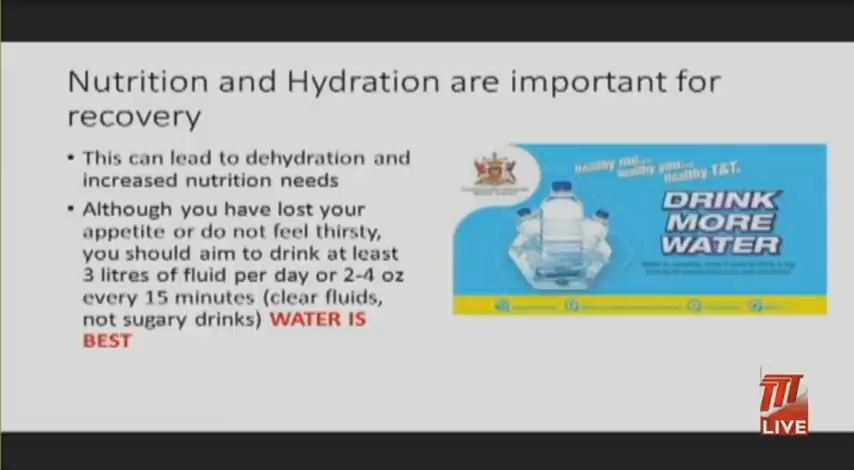 Nutrition and Hydration are important for
recovery
• This can lead to dehydration and
increased nutrition needs
• Although you have lost your
appetite or do not feel thirsty,
you should aim to drink at least
3 litres of fluid per day or 2-4 oz
every 15 minutes (clear fluids,
not sugary drinks) WATER IS
BEST
Healthy me...
healthy you...
Healthy T&T.
DRINK
MORE
WATER
LIVE